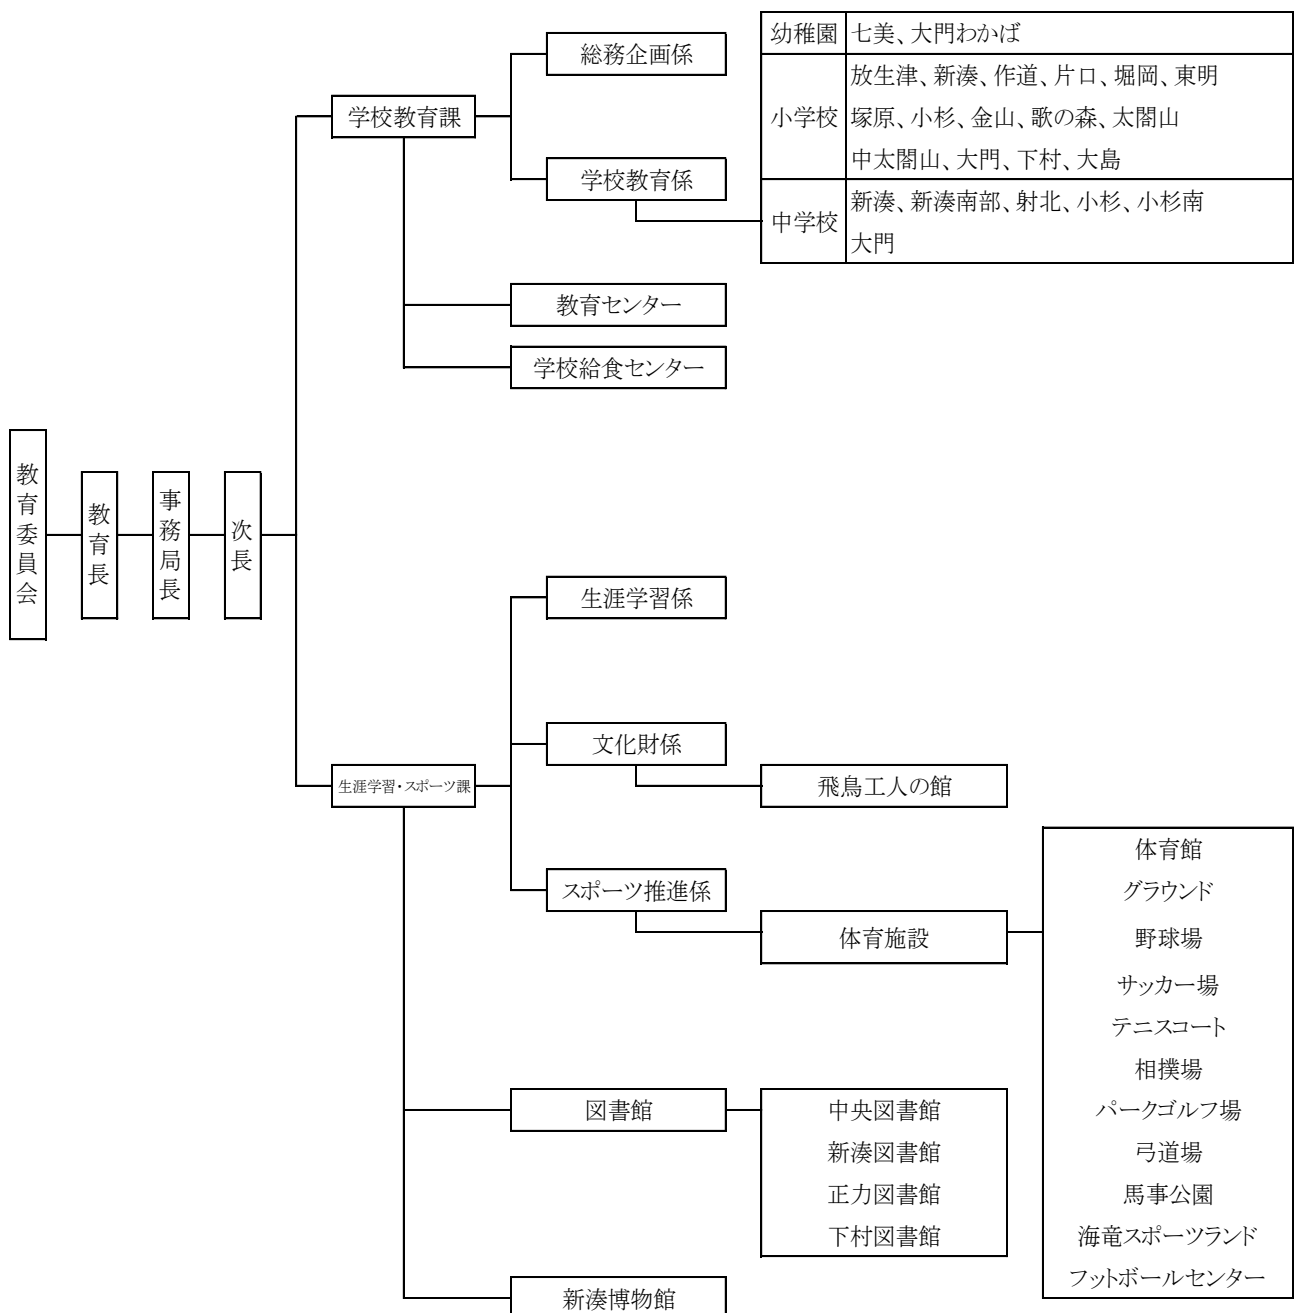 教育委員会
教育長
事務局長
次長
学校教育課
総務企画係
学校教育係
幼稚園 七美、大門わかば
小学校
放生津、新湊、作道、片口、堀岡、東明
塚原、小杉、金山、歌の森、太閤山
中太閤山、大門、下村、大島
中学校
新湊、新湊南部、射北、小杉、小杉南
大門
教育センター
学校給食センター
生涯学習・スポーツ課
生涯学習係
文化財係
飛鳥工人の館
スポーツ推進係
体育施設
体育館
グラウンド
野球場
サッカー場
テニスコート
相撲場
パークゴルフ場
弓道場
馬事公園
海竜スポーツランド
フットボールセンター
図書館
中央図書館
新湊図書館
正力図書館
下村図書館
新湊博物館